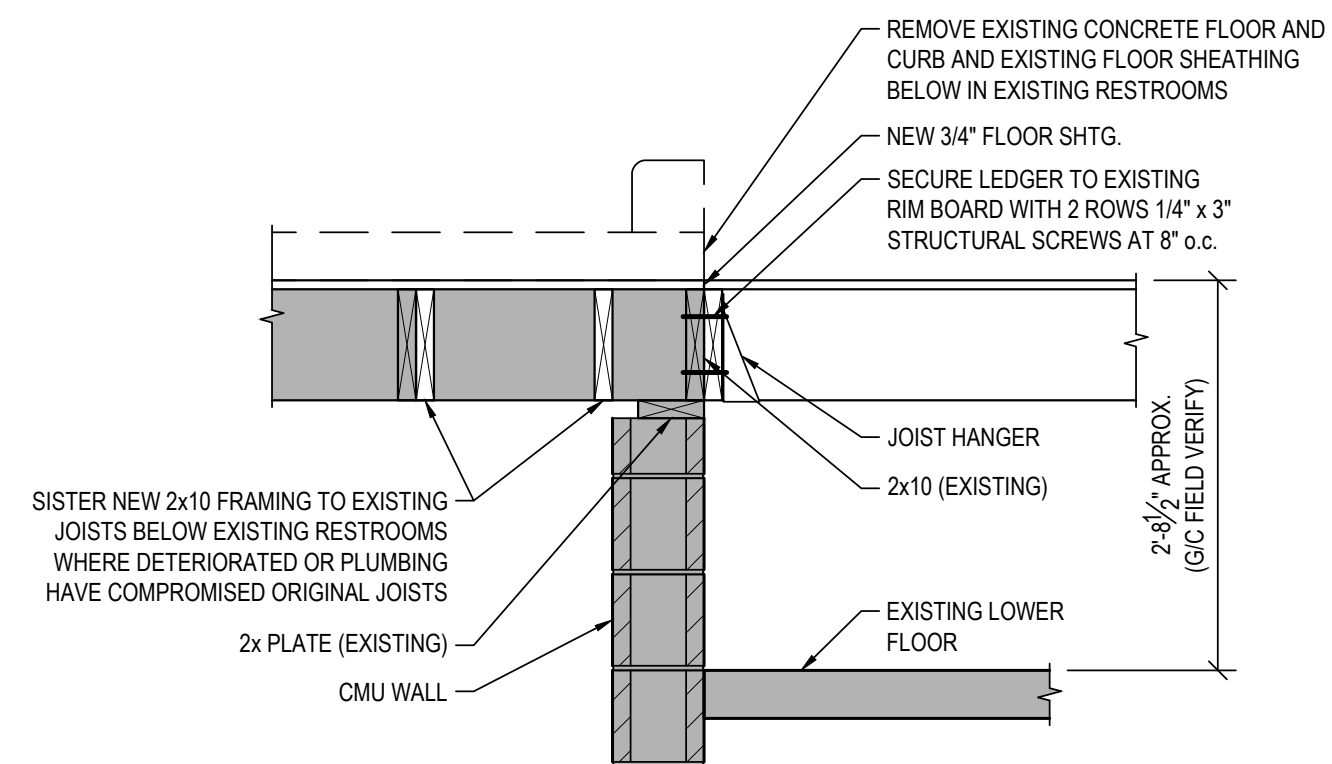 REMOVE EXISTING CONCRETE FLOOR AND
CURB AND EXISTING FLOOR SHEATHING
BELOW IN EXISTING RESTROOMS
NEW 3/4" FLOOR SHTG.
SECURE LEDGER TO EXISTING
RIM BOARD WITH 2 ROWS 1/4" x 3"
STRUCTURAL SCREWS AT 8" o.c.
JOIST HANGER
2x10 (EXISTING)
2'-8 1/2" APPROX.
(G/C FIELD VERIFY)
SISTER NEW 2x10 FRAMING TO EXISTING
JOISTS BELOW EXISTING RESTROOMS
WHERE DETERIORATED OR PLUMBING
HAVE COMPROMISED ORIGINAL JOISTS
2x PLATE (EXISTING)
CMU WALL
EXISTING LOWER
FLOOR